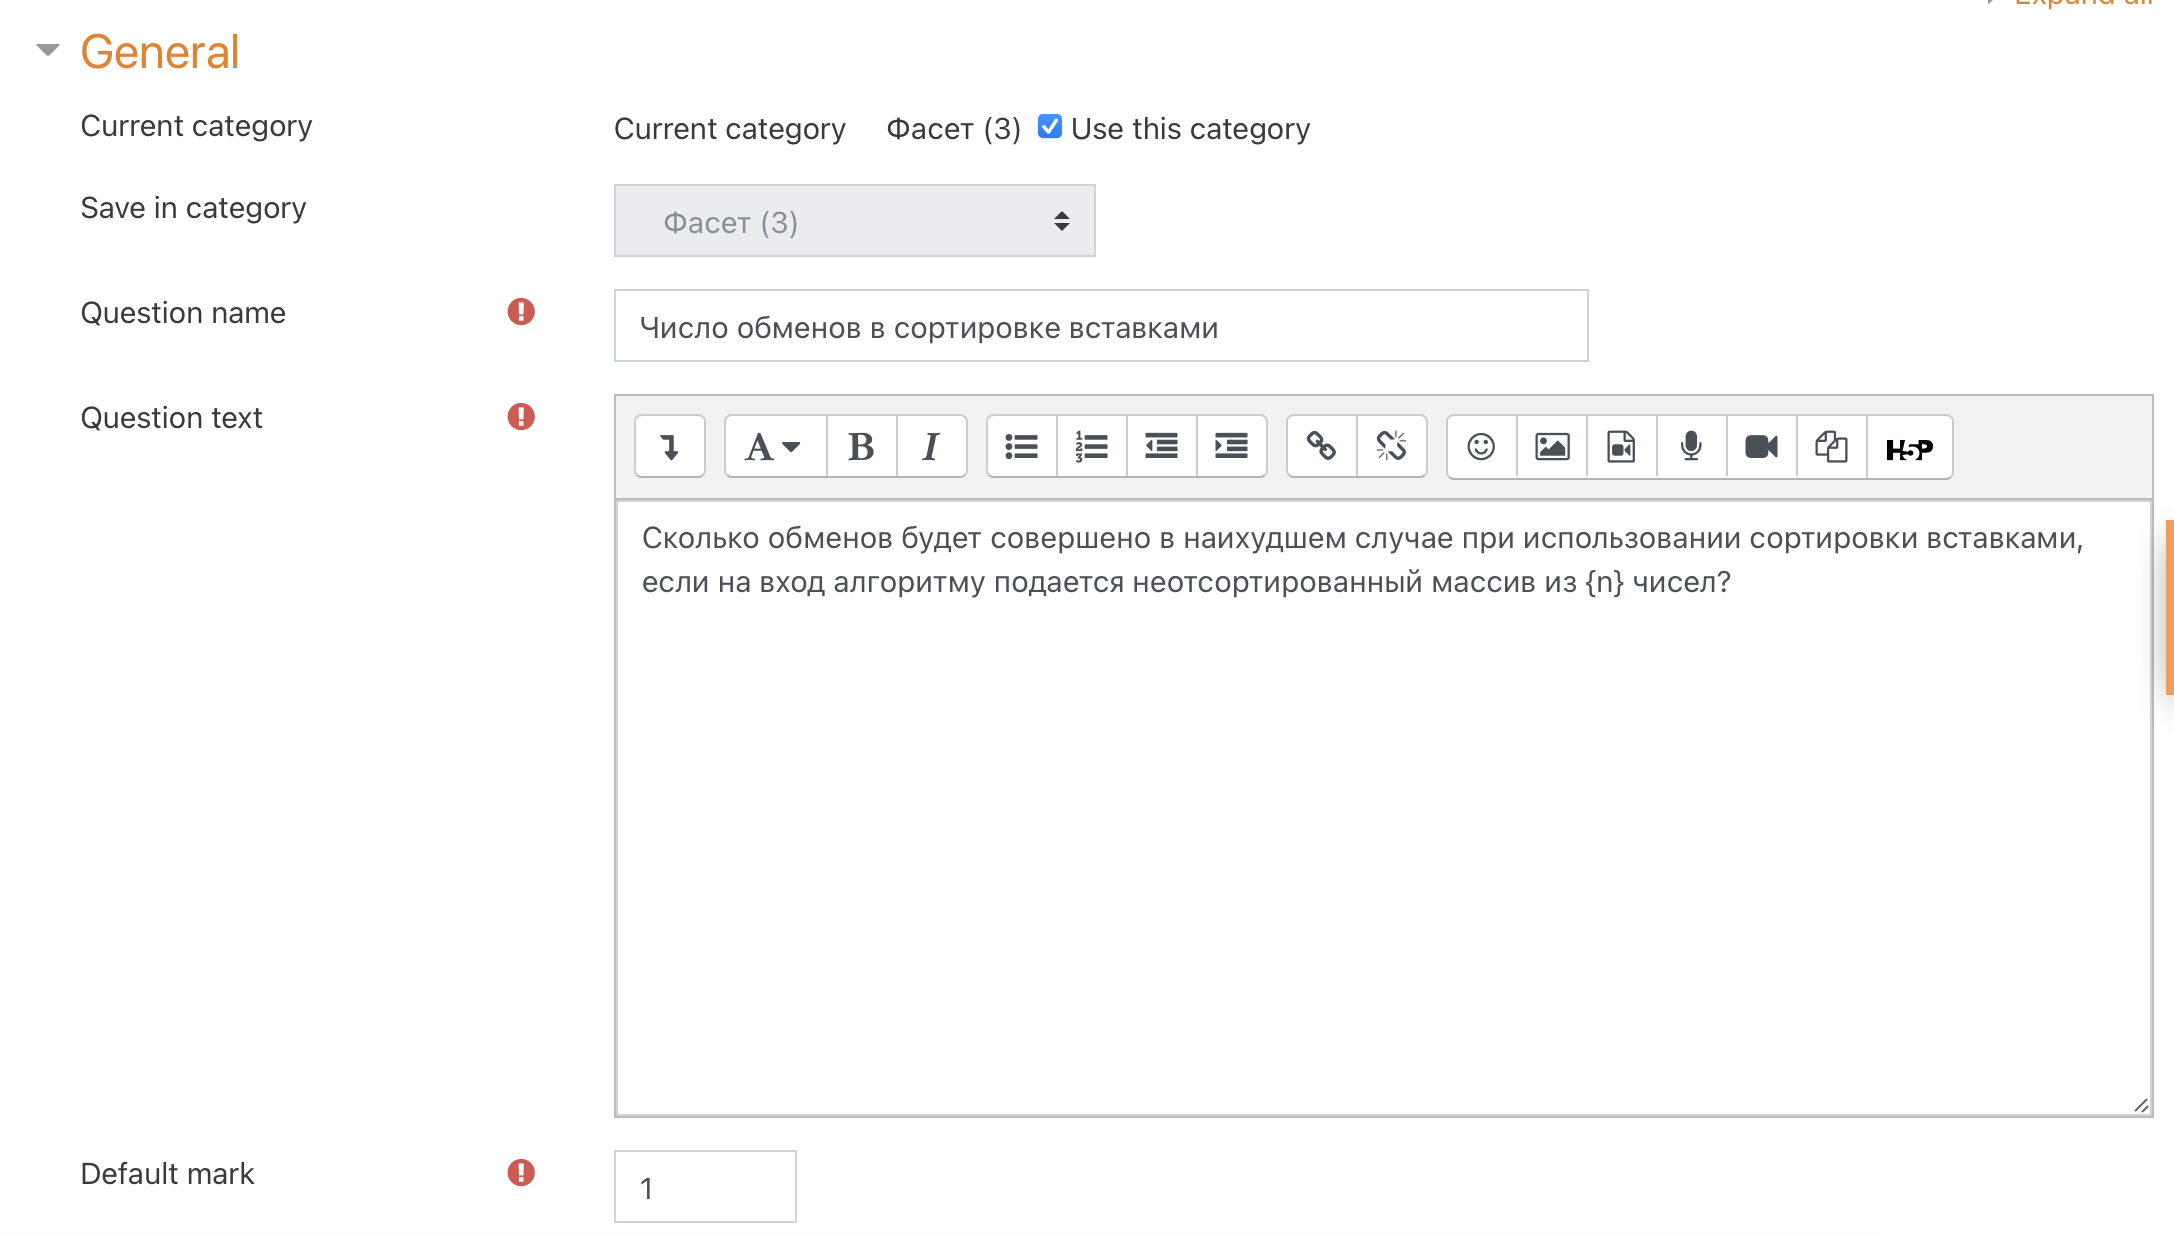 Expand all
General
Current category
Current category Фасет (3) Use this category
Save in category
Фасет (3)
Question name
Число обменов в сортировке вставками
Question text
A B I
H5P
Сколько обменов будет совершено в наихудшем случае при использовании сортировки вставками,
если на вход алгоритму подается неотсортированный массив из {n} чисел?
Default mark
1